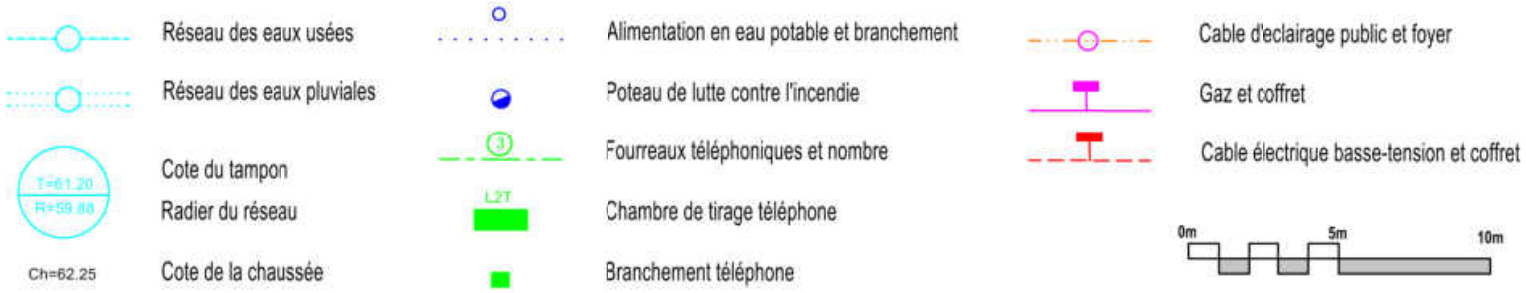 Réseau des eaux usées
Réseau des eaux pluviales
T=61.20
R=59.88
Cote du tampon
Radier du réseau
Ch=62.25
Cote de la chaussée
Alimentation en eau potable et branchement
Poteau de lutte contre l'incendie
3
Fourreaux téléphoniques et nombre
L2T
Chambre de tirage téléphone
Branchement téléphone
Cable d'eclairage public et foyer
Gaz et coffret
Cable électrique basse-tension et coffret
0m 5m 10m